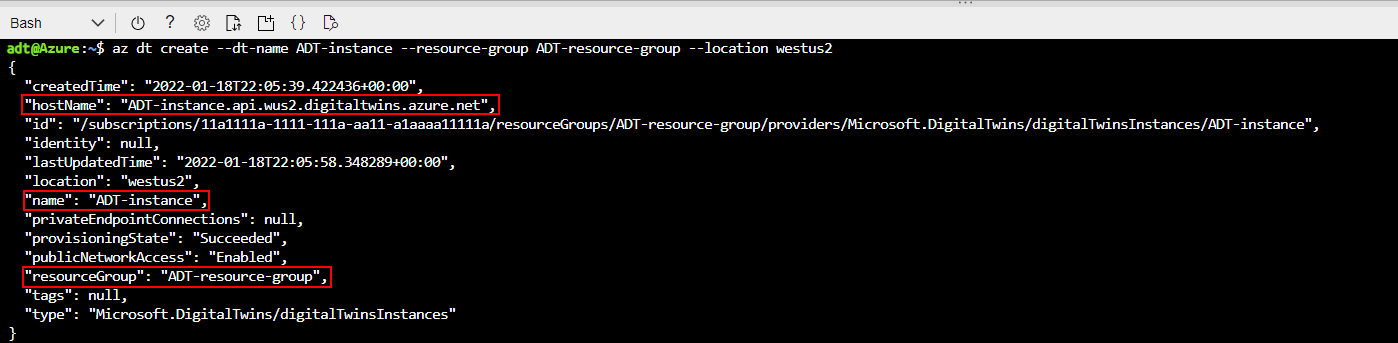 Bash
adt@Azure:~$ az dt create --dt-name ADT-instance --resource-group ADT-resource-group --location westus2
{
  "createdTime": "2022-01-18T22:05:39.422436+00:00",
  "hostName": "ADT-instance.api.wus2.digitaltwins.azure.net",
  "id": "/subscriptions/11a1111a-1111-111a-aa11-a1aaaa11111a/resourceGroups/ADT-resource-group/providers/Microsoft.DigitalTwins/digitalTwinsInstances/ADT-instance",
  "identity": null,
  "lastUpdatedTime": "2022-01-18T22:05:58.348289+00:00",
  "location": "westus2",
  "name": "ADT-instance",
  "privateEndpointConnections": null,
  "provisioningState": "Succeeded",
  "publicNetworkAccess": "Enabled",
  "resourceGroup": "ADT-resource-group",
  "tags": null,
  "type": "Microsoft.DigitalTwins/digitalTwinsInstances"
}